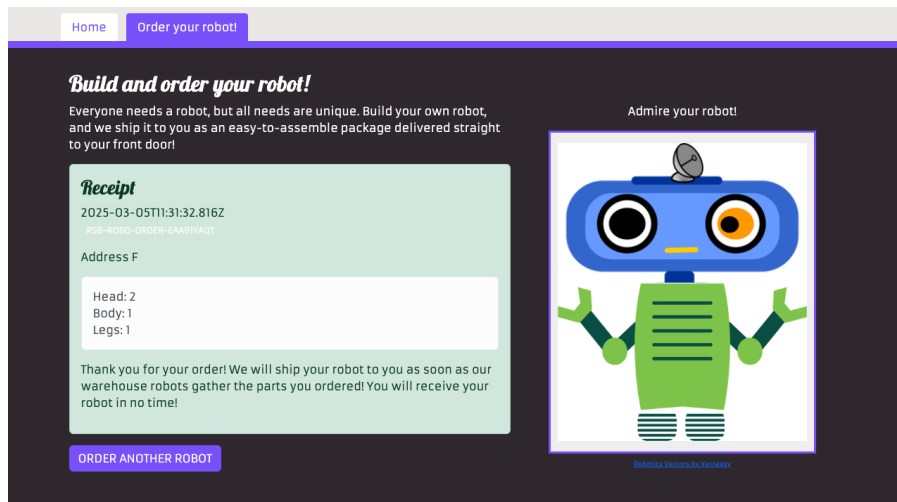 Home
Order your robot!
Build and order your robot!
Everyone needs a robot, but all needs are unique. Build your own robot,
and we ship it to you as an easy-to-assemble package delivered straight
to your front door!
Receipt
2025-03-05T11:31:32.816Z
RSB-ROBO-ORDER-EAA91YAQT
Address F
Head: 2
Body: 1
Legs: 1
Thank you for your order! We will ship your robot to you as soon as our
warehouse robots gather the parts you ordered! You will receive your
robot in no time!
ORDER ANOTHER ROBOT
Admire your robot!
Robotics Vectors by Vecteezy